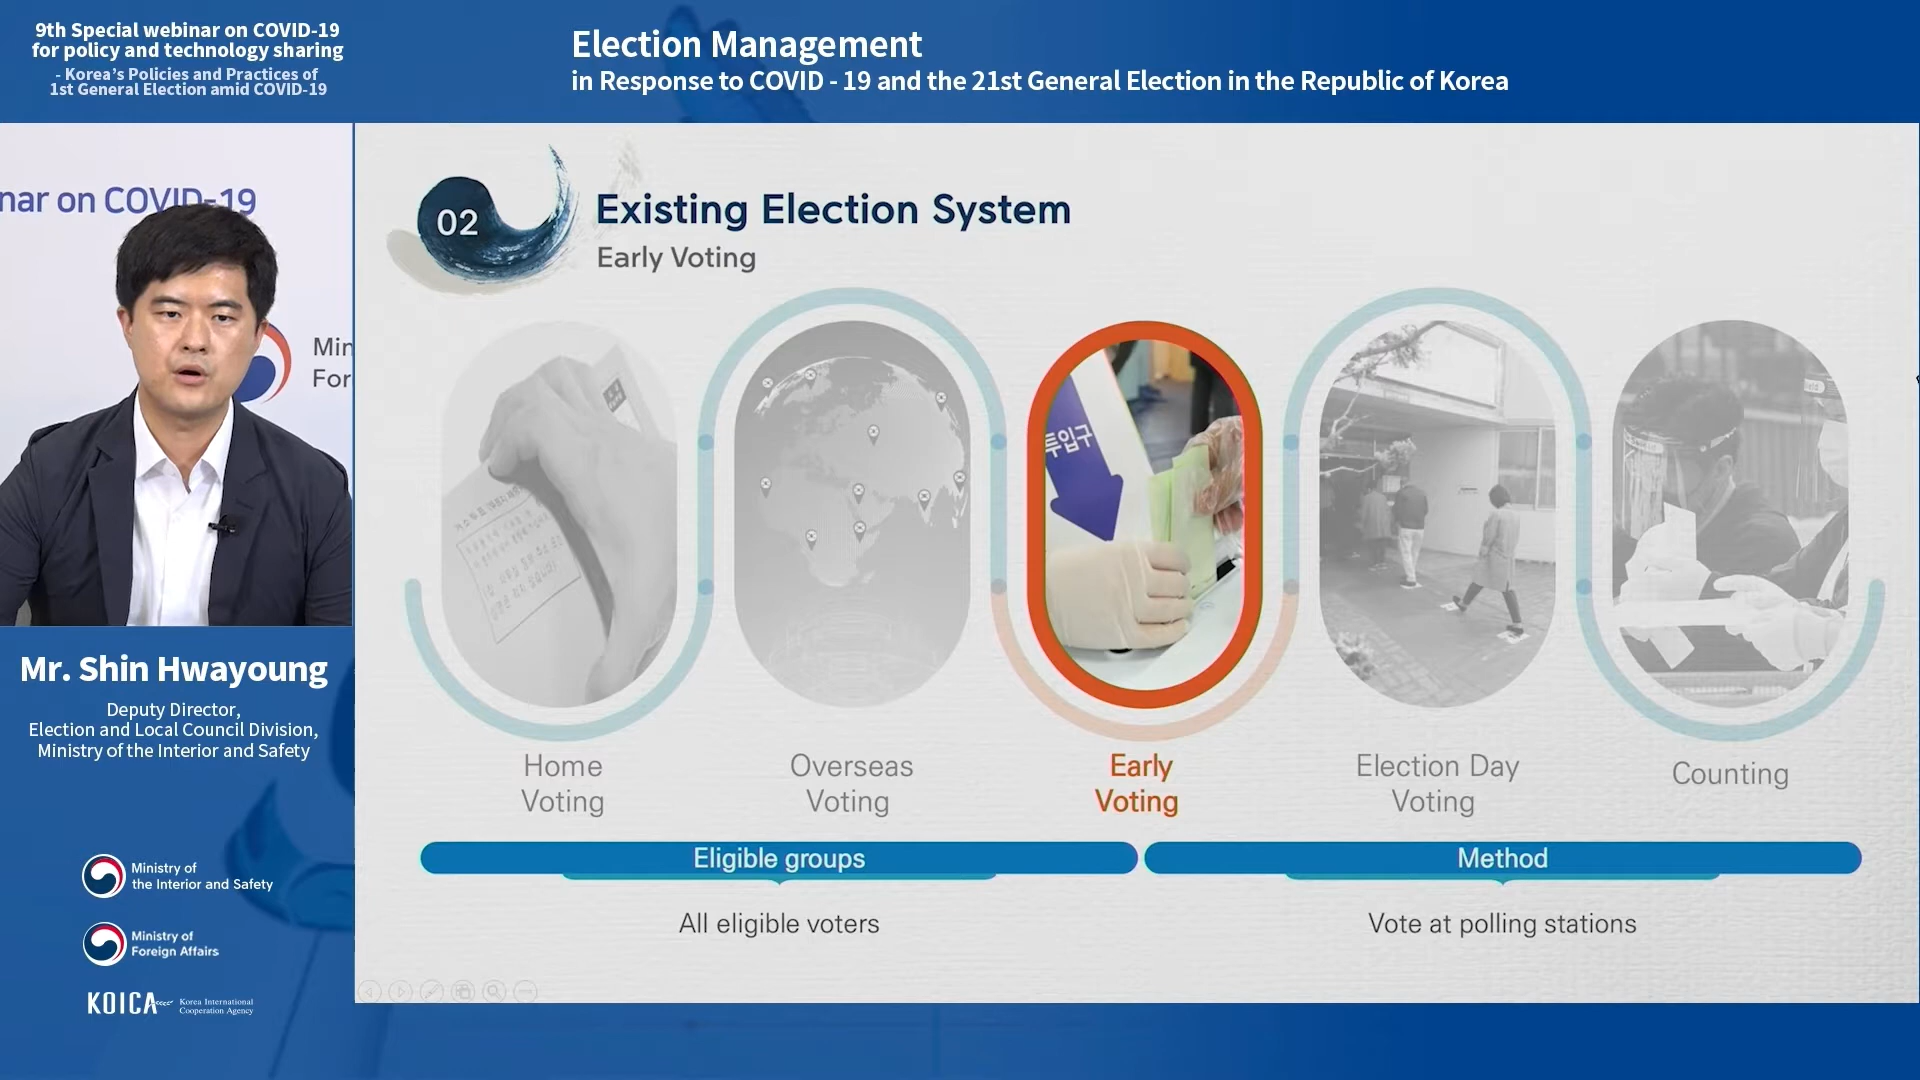 9th Special webinar on COVID-19
for policy and technology sharing
- Korea's Policies and Practices of
1st General Election amid COVID-19
Election Management
in Response to COVID - 19 and the 21st General Election in the Republic of Korea
nar on COVID-19
Min
For
Mr. Shin Hwayoung
Deputy Director,
Election and Local Council Division,
Ministry of the Interior and Safety
Ministry of
the Interior and Safety
Ministry of
Foreign Affairs
KOICA
Korea International
Cooperation Agency
02
Existing Election System
Early Voting
투입구
Home
Voting
Overseas
Voting
Early
Voting
Election Day
Voting
Counting
Eligible groups
Method
All eligible voters
Vote at polling stations